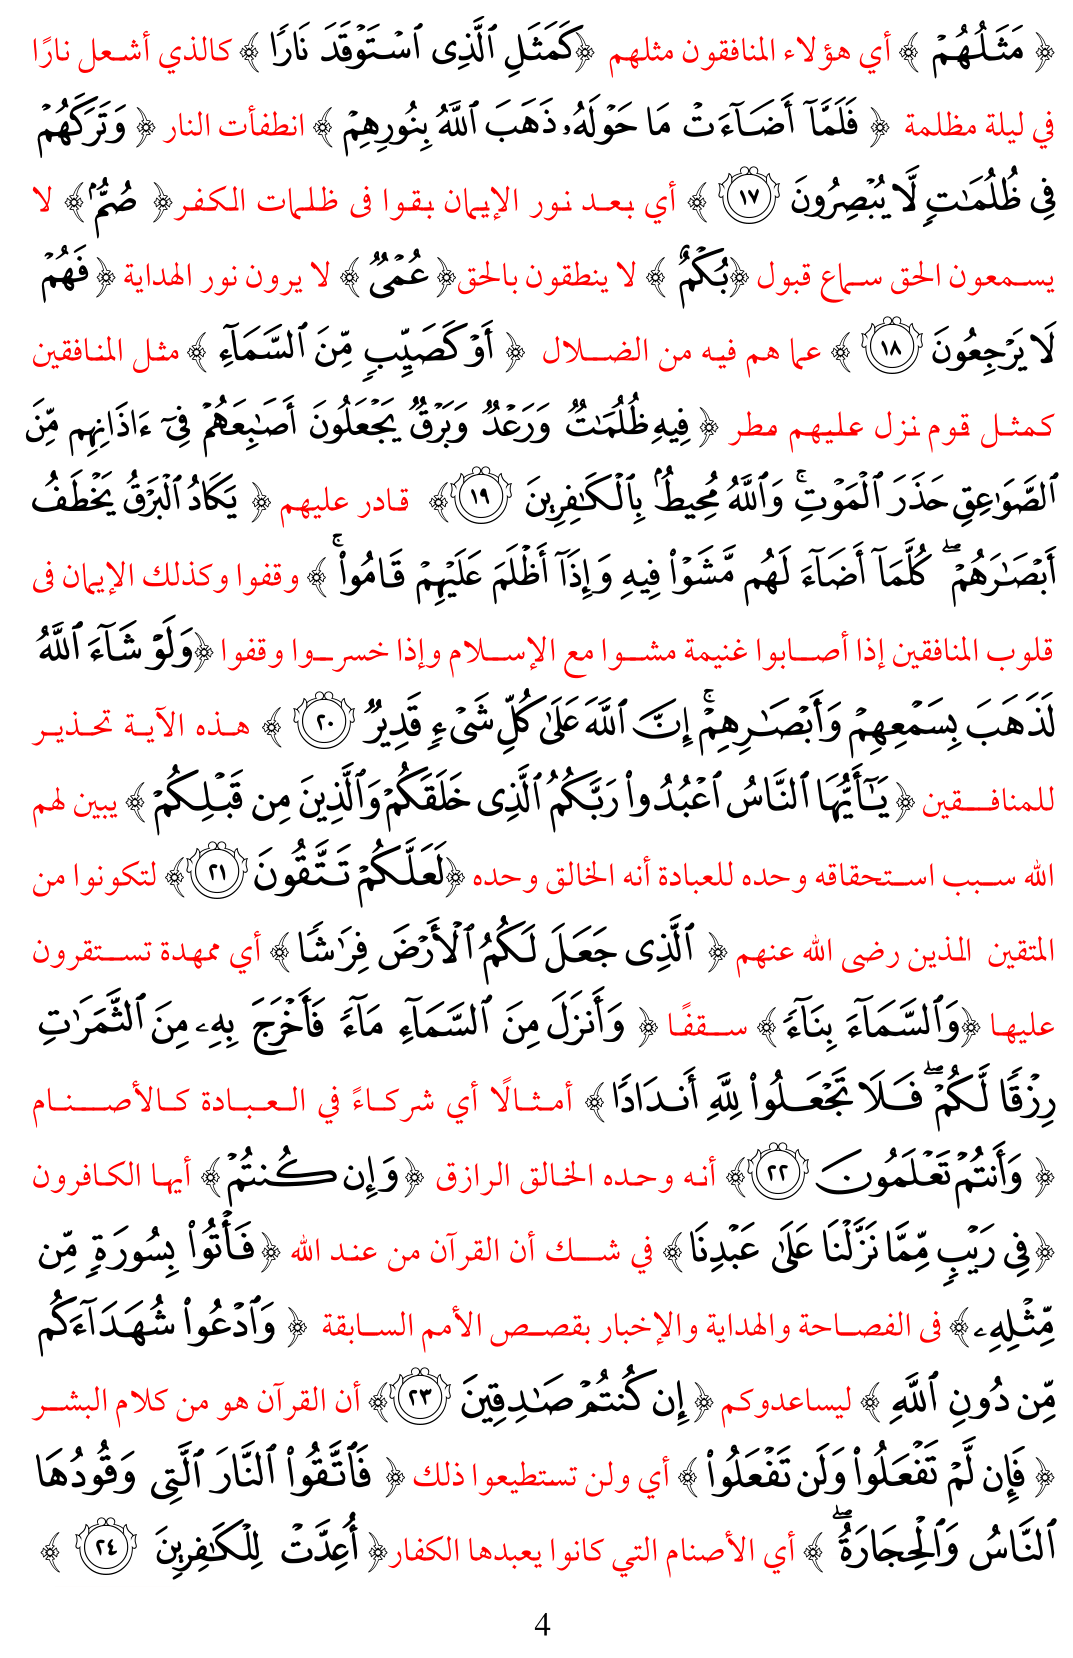 ﴿ مَثَلُهُمْ ﴾ أي هؤلاء المنافقون مثلهم ﴿كَمَثَلِ ٱلَّذِى ٱسْتَوْقَدَ نَارًا ﴾ كالذي أشعل نارًا
في ليلة مظلمة ﴿ فَلَمَّآ أَضَآءَتْ مَا حَوْلَهُۥ ذَهَبَ ٱللَّهُ بِنُورِهِمْ ﴾ انطفأت النار ﴿ وَتَرَكَهُمْ
فِى ظُلُمَـٰتٍ لَّا يُبْصِرُونَ ١٧ ﴾ أي بعد نور الإيمان بقوا فى ظلمات الكفر﴿ صُمٌّۢ﴾ لا
يسمعون الحق سماع قبول ﴿بُكْمٌ ﴾ لا ينطقون بالحق﴿ عُمْىٌ ﴾ لا يرون نور الهداية ﴿ فَهُمْ
لَا يَرْجِعُونَ ١٨ ﴾ عما هم فيه من الضلال ﴿ أَوْ كَصَيِّبٍ مِّنَ ٱلسَّمَآءِ ﴾ مثل المنافقين
كمثل قوم نزل عليهم مطر ﴿ فِيهِ ظُلُمَـٰتٌ وَرَعْدٌ وَبَرْقٌ يَجْعَلُونَ أَصَـٰبِعَهُمْ فِىٓ ءَاذَانِهِم مِّنَ
ٱلصَّوَٰعِقِ حَذَرَ ٱلْمَوْتِ ۚ وَٱللَّهُ مُحِيطٌۢ بِٱلْكَـٰفِرِينَ ١٩ ﴾ قادر عليهم ﴿ يَكَادُ ٱلْبَرْقُ يَخْطَفُ
أَبْصَـٰرَهُمْ ۖ كُلَّمَآ أَضَآءَ لَهُم مَّشَوْا۟ فِيهِ وَإِذَآ أَظْلَمَ عَلَيْهِمْ قَامُوا۟ ۚ ﴾ وقفوا وكذلك الإيمان فى
قلوب المنافقين إذا أصابوا غنيمة مشوا مع الإسلام وإذا خسروا وقفوا ﴿وَلَوْ شَآءَ ٱللَّهُ
لَذَهَبَ بِسَمْعِهِمْ وَأَبْصَـٰرِهِمْ ۚ إِنَّ ٱللَّهَ عَلَىٰ كُلِّ شَىْءٍ قَدِيرٌ ٢٠ ﴾ هذه الآية تحذير
للمنافقين ﴿ يَـٰٓأَيُّهَا ٱلنَّاسُ ٱعْبُدُوا۟ رَبَّكُمُ ٱلَّذِى خَلَقَكُمْ وَٱلَّذِينَ مِن قَبْلِكُمْ ﴾ يبين لهم
الله سبب استحقاقه وحده للعبادة أنه الخالق وحده ﴿لَعَلَّكُمْ تَتَّقُونَ ٢١ ﴾ لتكونوا من
المتقين الذين رضى الله عنهم ﴿ ٱلَّذِى جَعَلَ لَكُمُ ٱلْأَرْضَ فِرَٰشًا ﴾ أي ممهدة تستقرون
عليها ﴿وَٱلسَّمَآءَ بِنَآءً ﴾ سقفًا ﴿ وَأَنزَلَ مِنَ ٱلسَّمَآءِ مَآءً فَأَخْرَجَ بِهِۦ مِنَ ٱلثَّمَرَٰتِ
رِزْقًا لَّكُمْ ۖ فَلَا تَجْعَلُوا۟ لِلَّهِ أَندَادًا ﴾ أمثالًا أي شركاءً في العبادة كالأصنام
﴿ وَأَنتُمْ تَعْلَمُونَ ٢٢ ﴾ أنه وحده الخالق الرازق ﴿وَإِن كُنتُمْ ﴾ أيها الكافرون
﴿ فِى رَيْبٍ مِّمَّا نَزَّلْنَا عَلَىٰ عَبْدِنَا ﴾ في شك أن القرآن من عند الله ﴿فَأْتُوا۟ بِسُورَةٍ مِّن
مِّثْلِهِۦ ﴾ فى الفصاحة والهداية والإخبار بقصص الأمم السابقة ﴿ وَٱدْعُوا۟ شُهَدَآءَكُم
مِّن دُونِ ٱللَّهِ ﴾ ليساعدوكم ﴿ إِن كُنتُمْ صَـٰدِقِينَ ٢٣ ﴾ أن القرآن هو من كلام البشر
﴿ فَإِن لَّمْ تَفْعَلُوا۟ وَلَن تَفْعَلُوا۟ ﴾ أي ولن تستطيعوا ذلك ﴿ فَٱتَّقُوا۟ ٱلنَّارَ ٱلَّتِى وَقُودُهَا
ٱلنَّاسُ وَٱلْحِجَارَةُ ۖ ﴾ أي الأصنام التي كانوا يعبدها الكفار﴿ أُعِدَّتْ لِلْكَـٰفِرِينَ ٢٤ ﴾
4